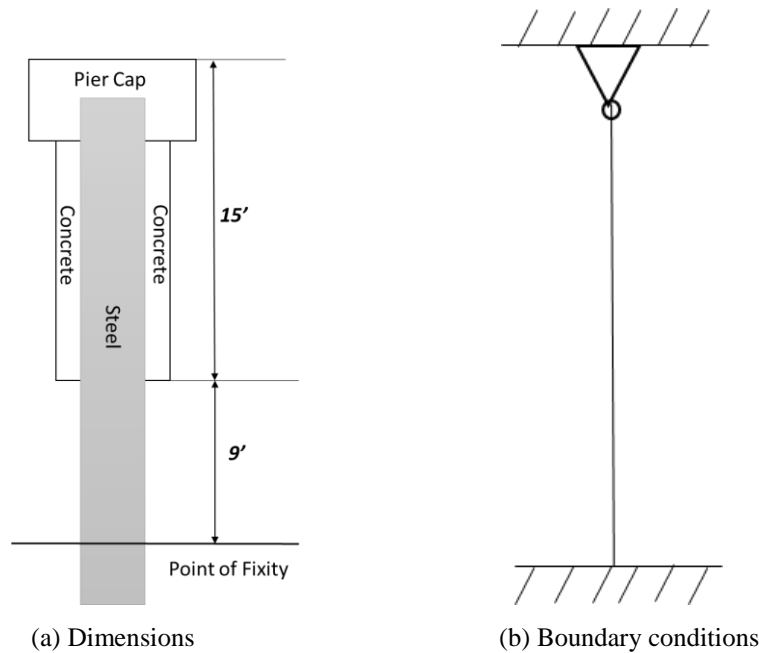 Pier Cap
Concrete
Concrete
Steel
15’
9’
Point of Fixity
(a) Dimensions
(b) Boundary conditions